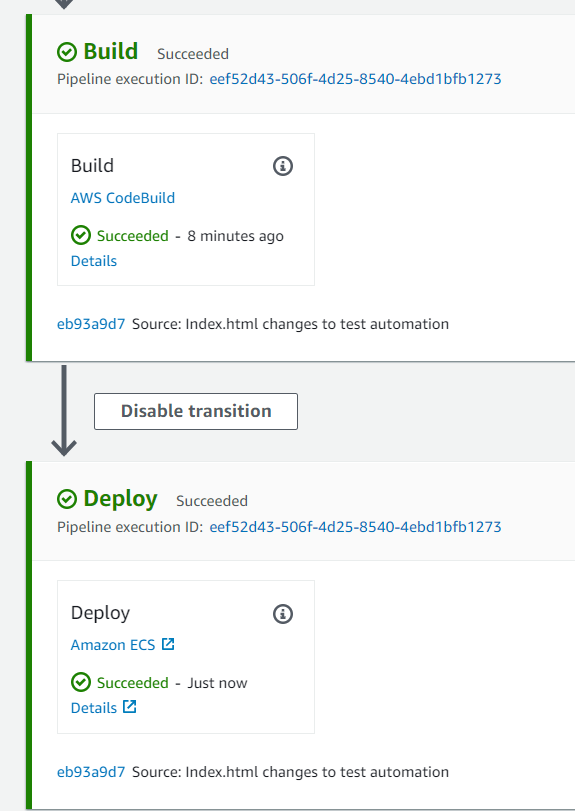 Build Succeeded
Pipeline execution ID: eef52d43-506f-4d25-8540-4ebd1bfb1273
Build
AWS CodeBuild
Succeeded - 8 minutes ago
Details
eb93a9d7 Source: Index.html changes to test automation
Disable transition
Deploy Succeeded
Pipeline execution ID: eef52d43-506f-4d25-8540-4ebd1bfb1273
Deploy
Amazon ECS
Succeeded - Just now
Details
eb93a9d7 Source: Index.html changes to test automation